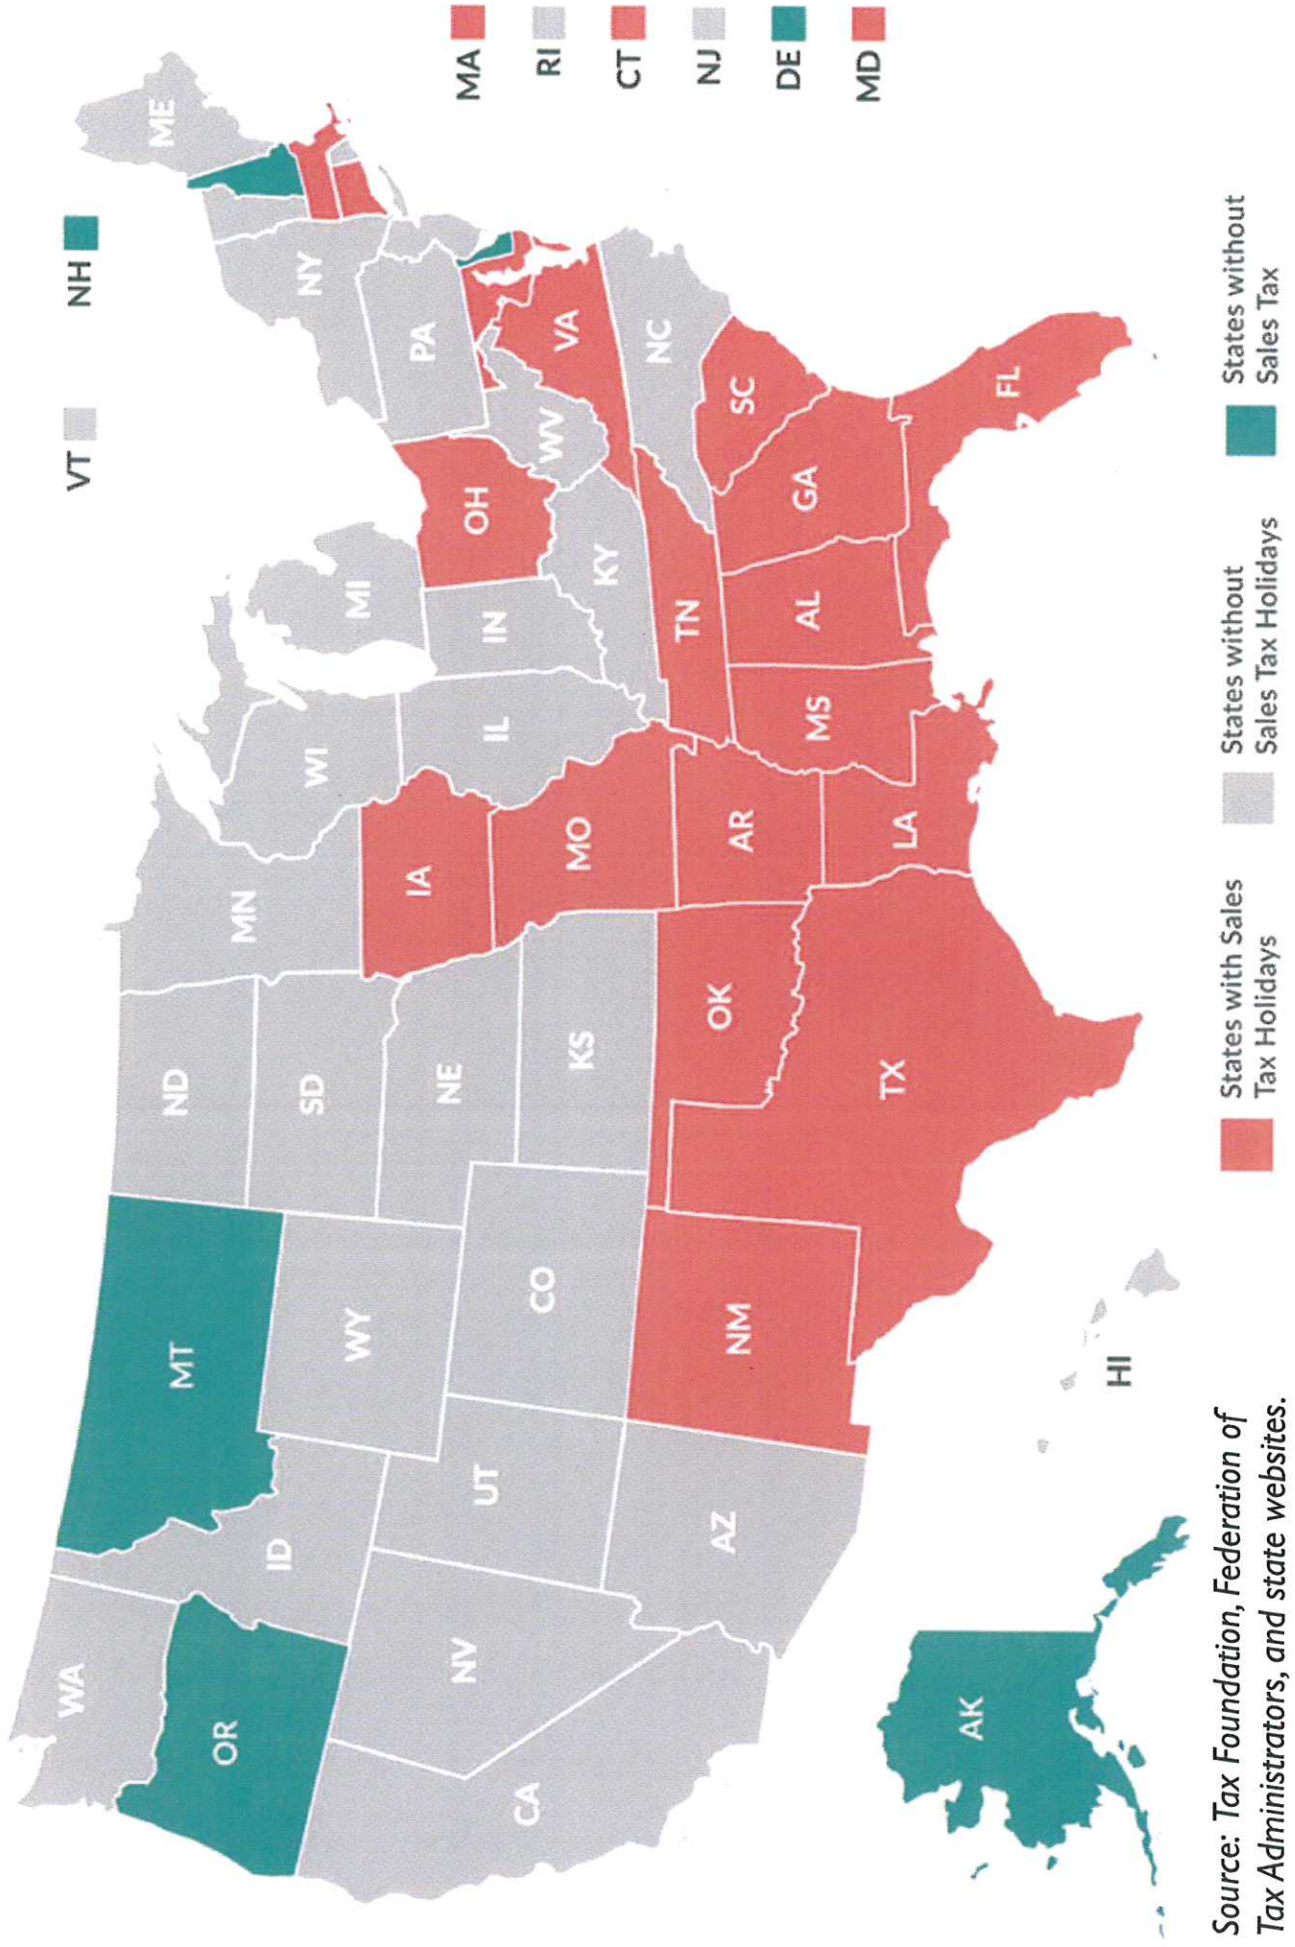 VT
NH
WA
MT
ND
MN
ME
OR
ID
SD
WI
MI
NY
WY
IA
PA
NE
IL
IN
OH
NV
UT
CO
KS
MO
KY
WV
VA
CA
AZ
NM
OK
AR
TN
NC
SC
TX
LA
MS
AL
GA
FL
AK
HI
MA
RI
CT
NJ
DE
MD
States with Sales
Tax Holidays
States without
Sales Tax Holidays
States without
Sales Tax
Source: Tax Foundation, Federation of
Tax Administrators, and state websites.